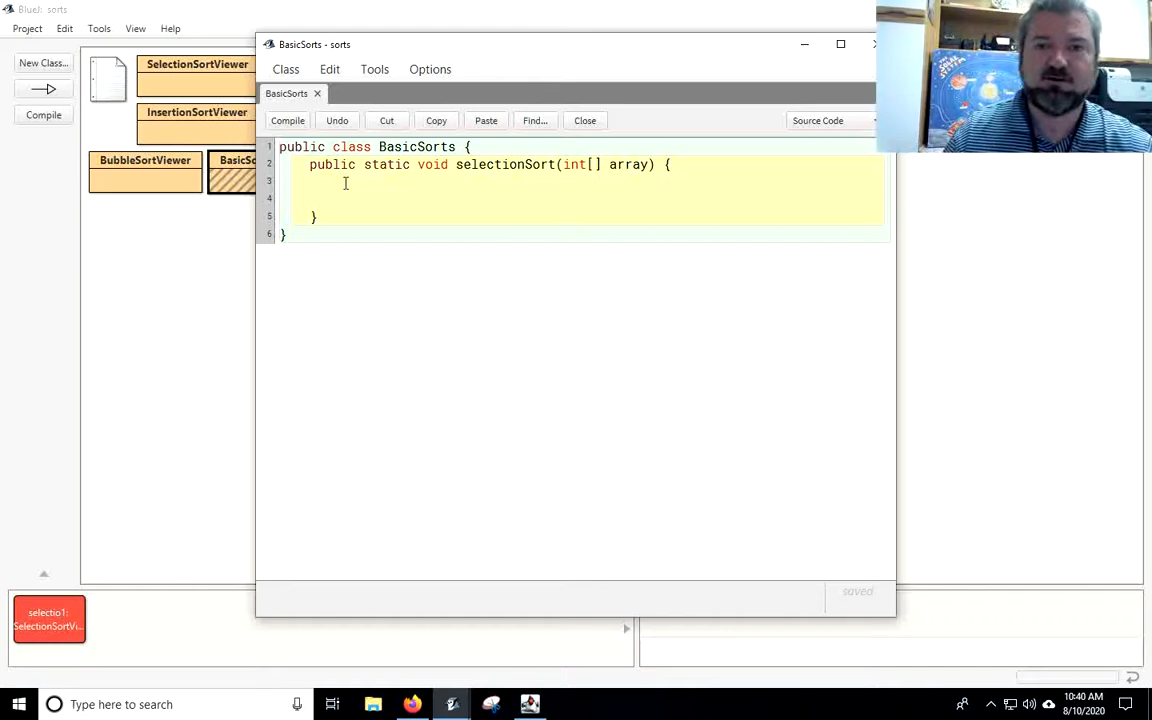 BlueJ: sorts
Project Edit Tools View Help
New Class...
Compile
SelectionSortViewer
InsertionSortViewer
BubbleSortViewer
BasicSorts - sorts
Class Edit Tools Options
BasicSorts
Compile Undo Cut Copy Paste Find... Close Source Code
1 public class BasicSorts {
2 public static void selectionSort(int[] array) {
3
4
5 }
6 }
saved
selectio1:
SelectionSortVi...
Type here to search
10:40 AM
8/10/2020